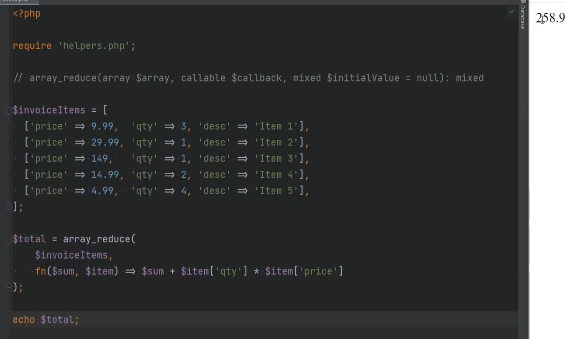 <?php
require 'helpers.php';
// array_reduce(array $array, callable $callback, mixed $initialValue = null): mixed
$invoiceItems = [
['price' => 9.99, 'qty' => 3, 'desc' => 'Item 1'],
['price' => 29.99, 'qty' => 1, 'desc' => 'Item 2'],
['price' => 149, 'qty' => 1, 'desc' => 'Item 3'],
['price' => 14.99, 'qty' => 2, 'desc' => 'Item 4'],
['price' => 4.99, 'qty' => 4, 'desc' => 'Item 5'],
];
$total = array_reduce(
$invoiceItems,
fn($sum, $item) => $sum + $item['qty'] * $item['price']
);
echo $total;
258.9